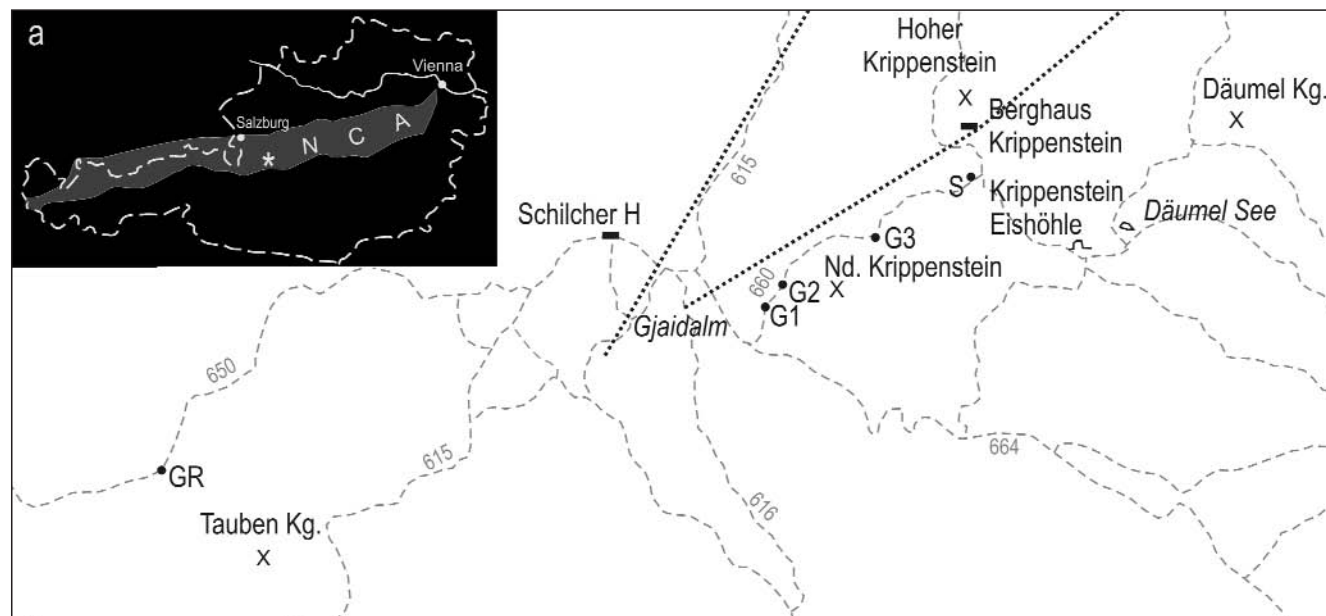 a
Vienna
Salzburg
* N C A
Hoher
Krippenstein
X
Berghaus
Krippenstein
Däumel Kg.
X
615
S
Krippenstein
Eishöhle
Däumel See
Schilcher H
G3
Nd. Krippenstein
X
660
G2
G1
Gjaidalm
650
GR
615
664
616
Tauben Kg.
X